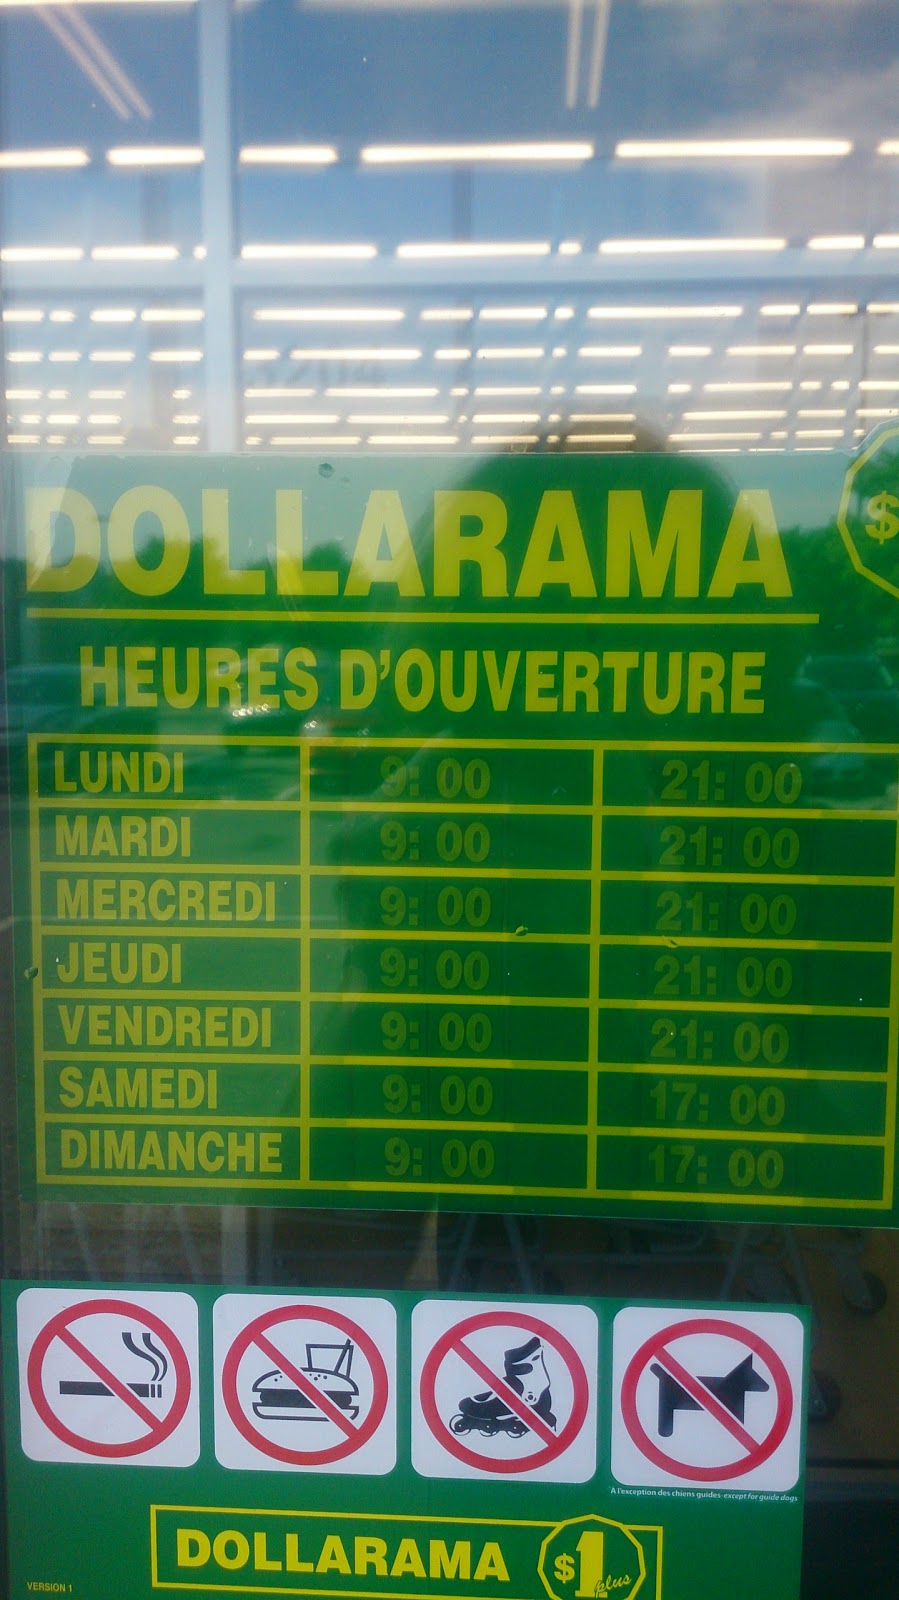 DOLLARAMA
$
HEURES D'OUVERTURE
LUNDI 9:00 21:00
MARDI 9:00 21:00
MERCREDI 9:00 21:00
JEUDI 9:00 21:00
VENDREDI 9:00 21:00
SAMEDI 9:00 17:00
DIMANCHE 9:00 17:00
A l'exception des chiens guides-except for guide dogs
DOLLARAMA $1 plus
VERSION 1